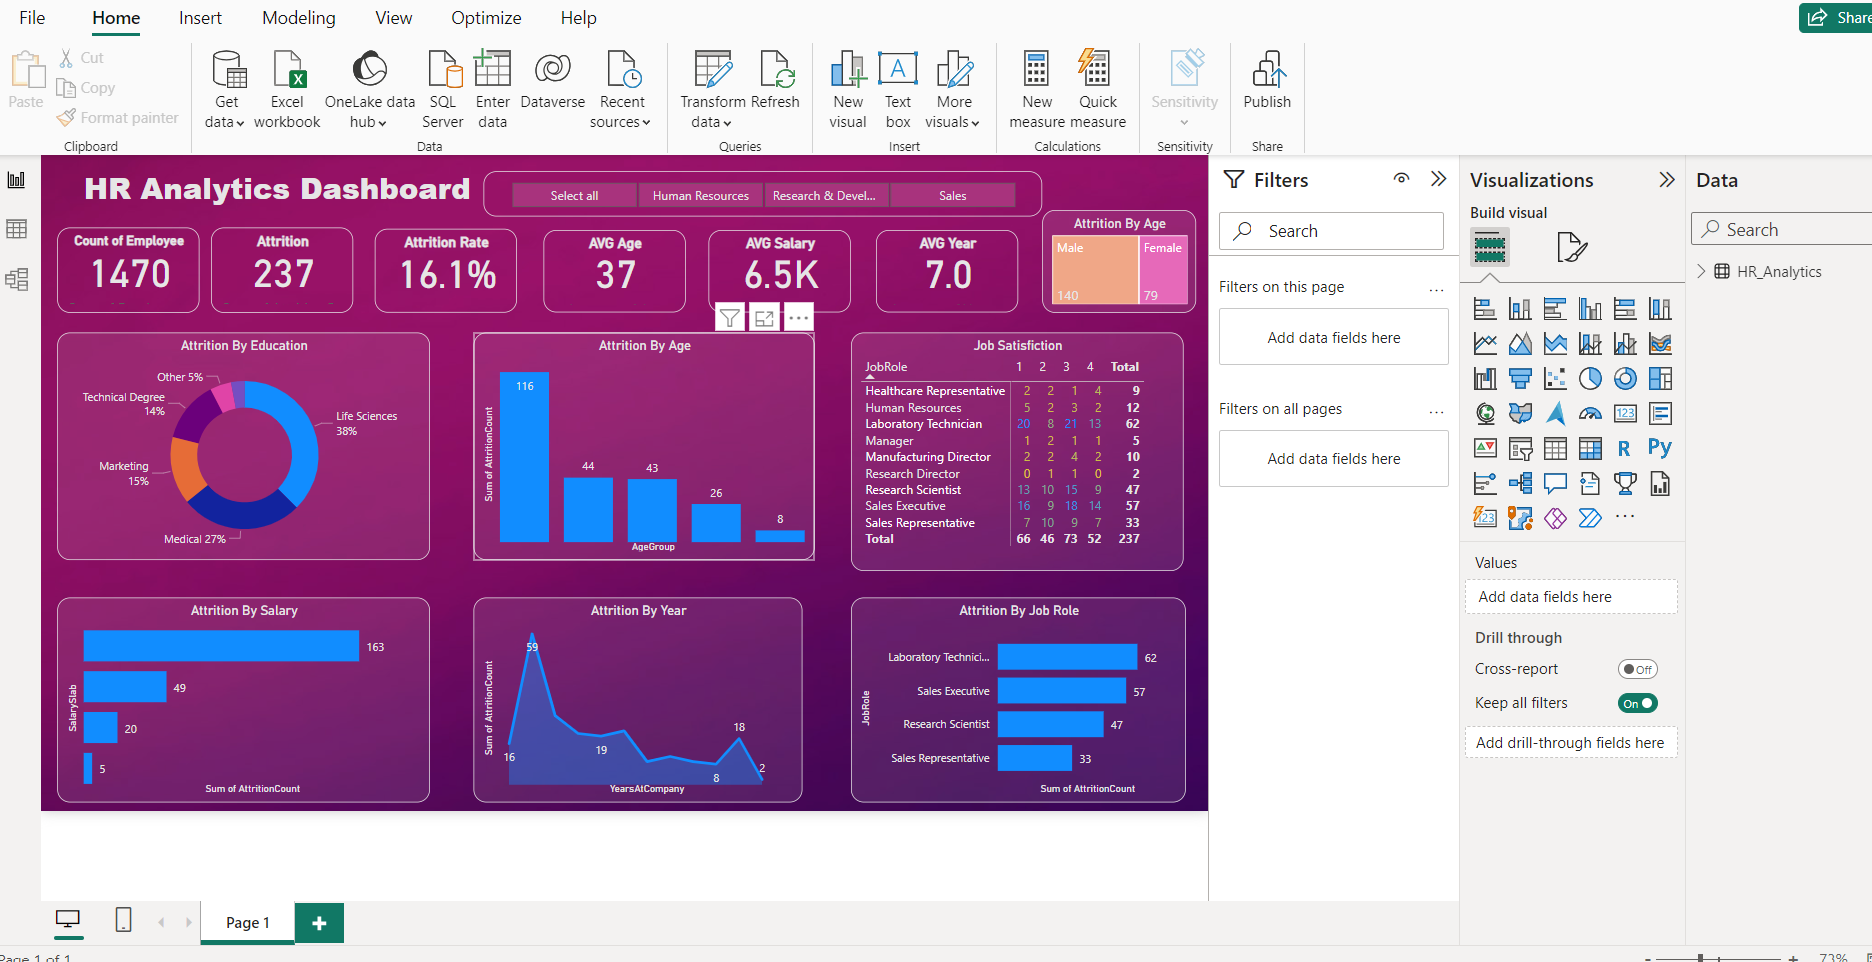 File Home Insert Modeling View Optimize Help
Share
Paste
Cut
Copy
Format painter
Clipboard
Get data
Excel workbook
OneLake data hub
SQL Server
Enter data
Dataverse
Recent sources
Data
Transform data
Refresh
Queries
New visual
Text box
More visuals
Insert
New measure
Quick measure
Calculations
Sensitivity
Sensitivity
Publish
Share
HR Analytics Dashboard
Select all
Human Resources
Research & Devel...
Sales
Count of Employee
1470
Attrition
237
Attrition Rate
16.1%
AVG Age
37
AVG Salary
6.5K
AVG Year
7.0
Attrition By Age
Male
Female
140
79
Attrition By Education
Other 5%
Technical Degree
14%
Life Sciences
38%
Marketing
15%
Medical 27%
Attrition By Age
Sum of AttritionCount
116
44
43
26
8
AgeGroup
Job Satisfiction
JobRole 1 2 3 4 Total
Healthcare Representative 2 2 1 4 9
Human Resources 5 2 3 2 12
Laboratory Technician 20 8 21 13 62
Manager 1 2 1 1 5
Manufacturing Director 2 2 4 2 10
Research Director 0 1 1 0 2
Research Scientist 13 10 15 9 47
Sales Executive 16 9 18 14 57
Sales Representative 7 10 9 7 33
Total 66 46 73 52 237
Attrition By Salary
SalarySlab
163
49
20
5
Sum of AttritionCount
Attrition By Year
Sum of AttritionCount
59
16
19
18
8
2
YearsAtCompany
Attrition By Job Role
JobRole
Laboratory Technici... 62
Sales Executive 57
Research Scientist 47
Sales Representative 33
Sum of AttritionCount
Filters
Search
Filters on this page ...
Add data fields here
Filters on all pages ...
Add data fields here
Visualizations
Build visual
123
R
Py
123
...
Values
Add data fields here
Drill through
Cross-report
Off
Keep all filters
On
Add drill-through fields here
Data
Search
HR_Analytics
Page 1
+
Page 1 of 1
- + 73%